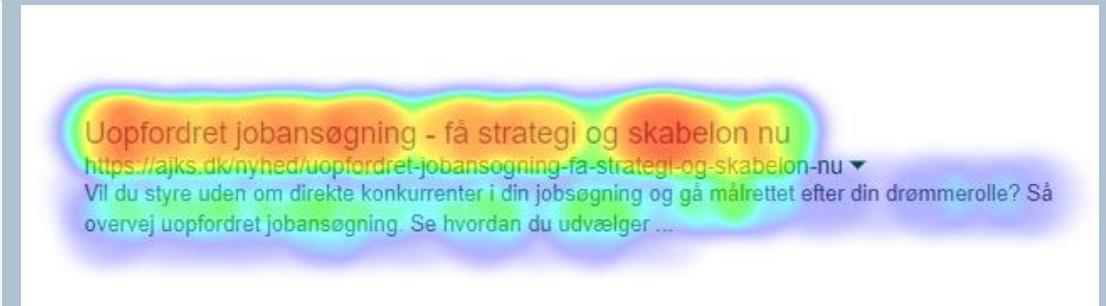 Uopfordret jobansøgning - få strategi og skabelon nu
https://ajks.dk/nyhed/uopfordret-jobansogning-fa-strategi-og-skabelon-nu
Vil du styre uden om direkte konkurrenter i din jobsøgning og gå målrettet efter din drømmerolle? Så
overvej uopfordret jobansøgning. Se hvordan du udvælger ...